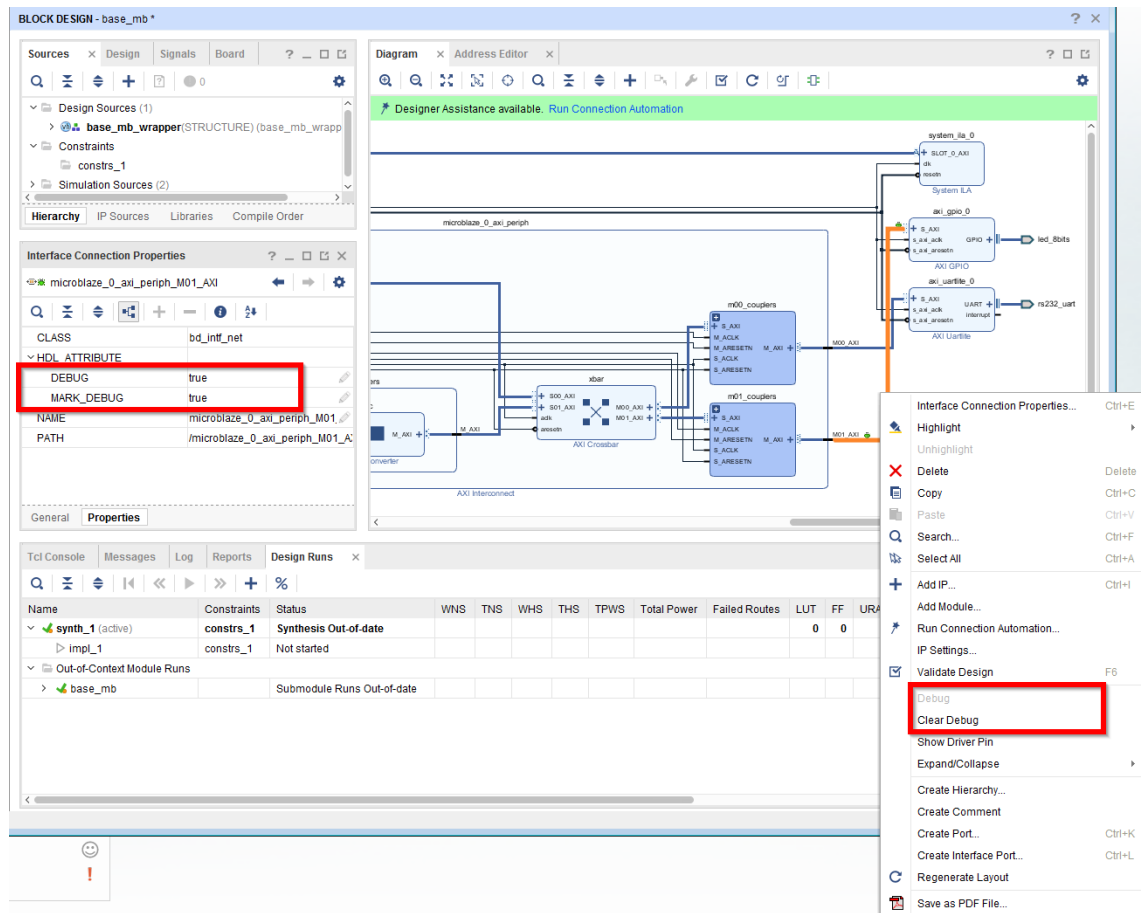 BLOCK DESIGN - base_mb *
Sources
Design
Signals
Board
0
Design Sources (1)
base_mb_wrapper(STRUCTURE) (base_mb_wrapp
Constraints
constrs_1
Simulation Sources (2)
Hierarchy
IP Sources
Libraries
Compile Order
Interface Connection Properties
microblaze_0_axi_periph_M01_AXI
CLASS bd_intf_net
HDL_ATTRIBUTE
DEBUG true
MARK_DEBUG true
NAME microblaze_0_axi_periph_M01_
PATH /microblaze_0_axi_periph_M01_A
General
Properties
Diagram
Address Editor
Designer Assistance available. Run Connection Automation
system_ila_0
SLOT_0_AXI
clk
resetn
System ILA
axi_gpio_0
S_AXI
s_axi_aclk
s_axi_aresetn
GPIO
led_8bits
AXI GPIO
axi_uartlite_0
S_AXI
s_axi_aclk
s_axi_aresetn
UART
interrupt
rs232_uart
AXI Uartlite
microblaze_0_axi_periph
m00_couplers
S_AXI
M_ACLK
M_ARESETN
S_ACLK
S_ARESETN
M_AXI
M00_AXI
xbar
S00_AXI
S01_AXI
aclk
aresetn
M00_AXI
M01_AXI
AXI Crossbar
m01_couplers
S_AXI
M_ACLK
M_ARESETN
S_ACLK
S_ARESETN
M_AXI
M01_AXI
ers
c
M_AXI
M_AXI
onverter
AXI Interconnect
Tcl Console
Messages
Log
Reports
Design Runs
Name Constraints Status WNS TNS WHS THS TPWS Total Power Failed Routes LUT FF URA
synth_1 (active) constrs_1 Synthesis Out-of-date 0 0
impl_1 constrs_1 Not started
Out-of-Context Module Runs
base_mb Submodule Runs Out-of-date
Interface Connection Properties... Ctrl+E
Highlight
Unhighlight
Delete Delete
Copy Ctrl+C
Paste Ctrl+V
Search... Ctrl+F
Select All Ctrl+A
Add IP... Ctrl+I
Add Module...
Run Connection Automation...
IP Settings...
Validate Design F6
Debug
Clear Debug
Show Driver Pin
Expand/Collapse
Create Hierarchy...
Create Comment
Create Port... Ctrl+K
Create Interface Port... Ctrl+L
Regenerate Layout
Save as PDF File...